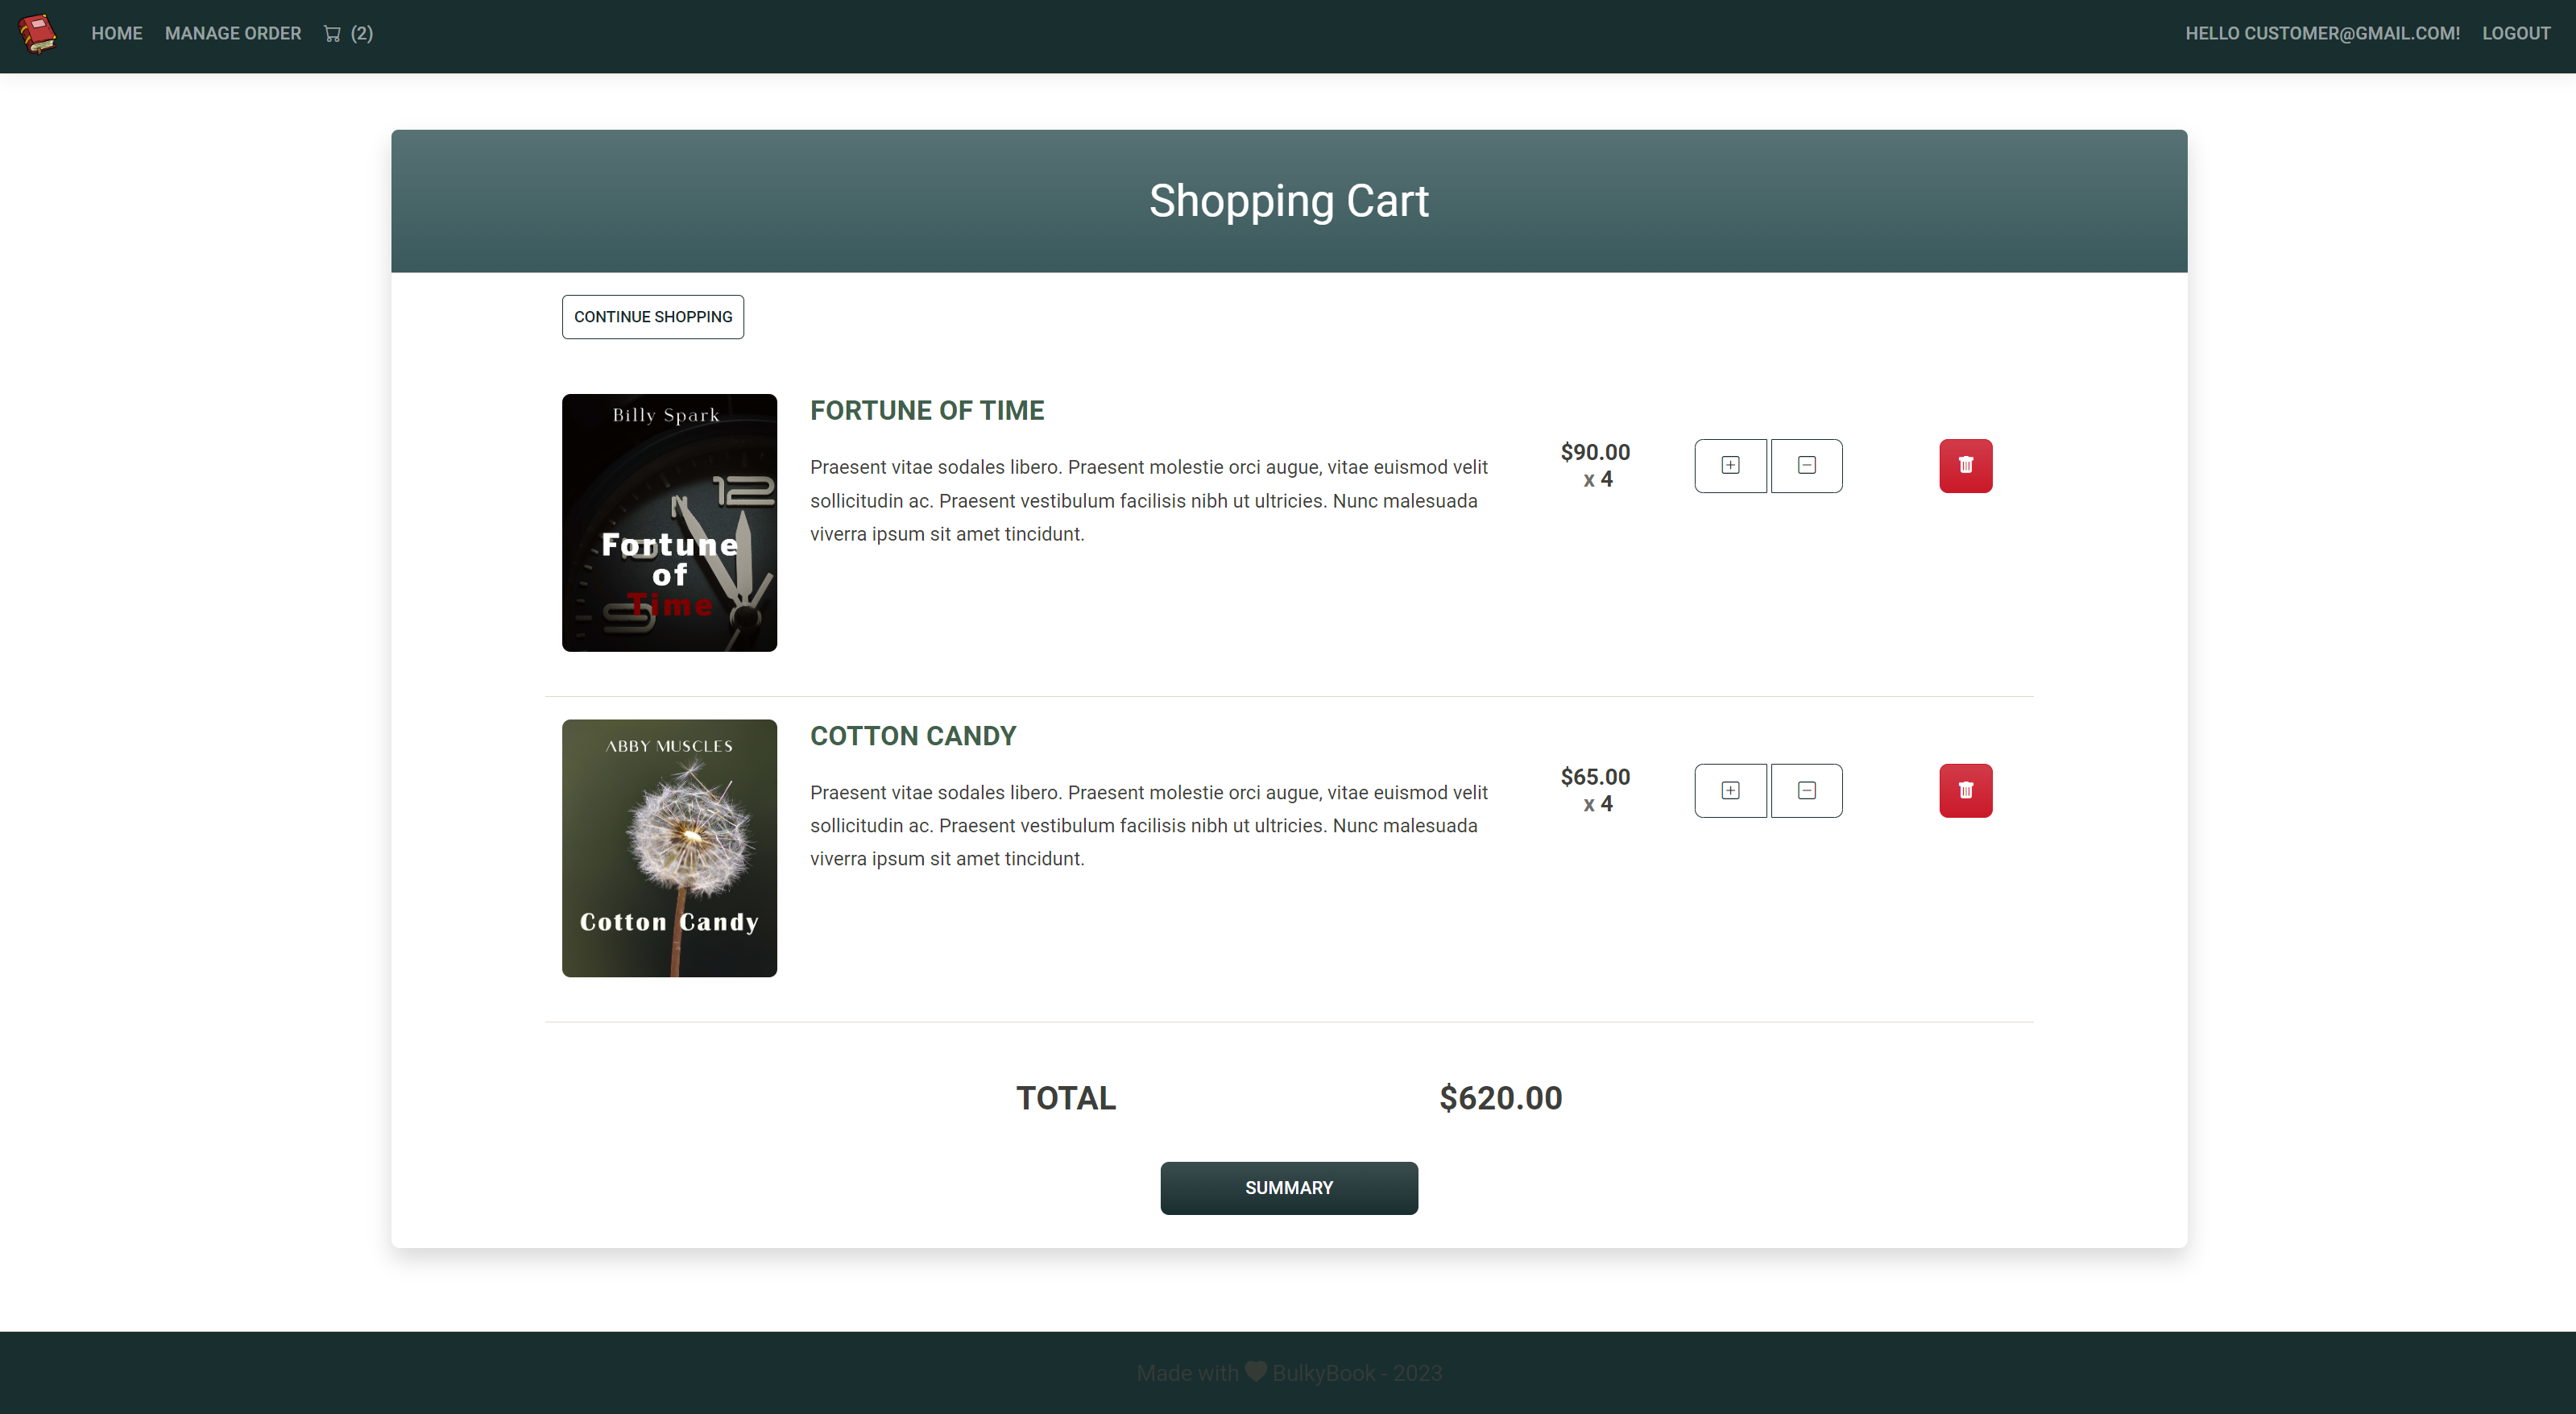 HOME MANAGE ORDER (2) HELLO CUSTOMER@GMAIL.COM! LOGOUT
Shopping Cart
CONTINUE SHOPPING
Billy Spark
12
9
Fortune
of
Time
FORTUNE OF TIME
Praesent vitae sodales libero. Praesent molestie orci augue, vitae euismod velit
sollicitudin ac. Praesent vestibulum facilisis nibh ut ultricies. Nunc malesuada
viverra ipsum sit amet tincidunt.
$90.00
x 4
ABBY MUSCLES
Cotton Candy
COTTON CANDY
Praesent vitae sodales libero. Praesent molestie orci augue, vitae euismod velit
sollicitudin ac. Praesent vestibulum facilisis nibh ut ultricies. Nunc malesuada
viverra ipsum sit amet tincidunt.
$65.00
x 4
TOTAL $620.00
SUMMARY
Made with ♥ BulkyBook - 2023